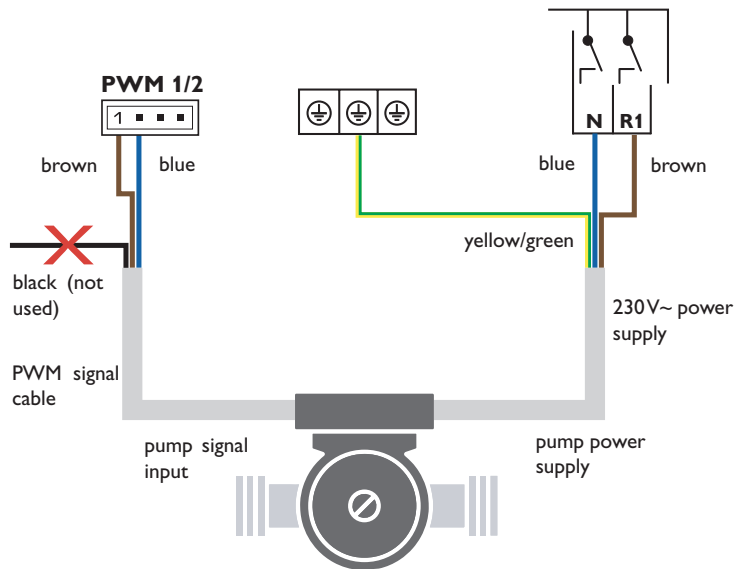 PWM 1/2
1
N R1
brown
blue
blue
brown
yellow/green
black (not
used)
230V~ power
supply
PWM signal
cable
pump signal
input
pump power
supply